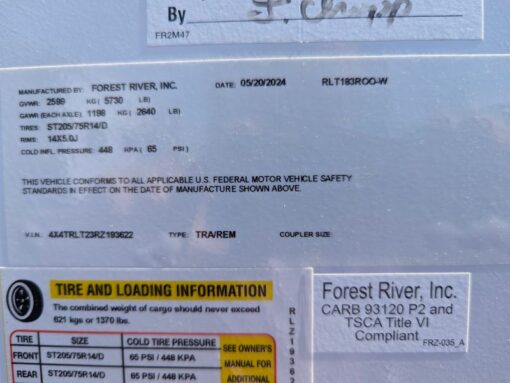 By J. Champ
FR2M47
MANUFACTURED BY: FOREST RIVER, INC. DATE: 05/20/2024 RLT183ROO-W
GVWR: 2599 KG ( 5730 LB)
GAWR (EACH AXLE) 1198 KG ( 2640 LB)
TIRES: ST205/75R14/D
RIMS: 14X5.0J
COLD INFL. PRESSURE: 448 KPA ( 65 PSI )
THIS VEHICLE CONFORMS TO ALL APPLICABLE U.S. FEDERAL MOTOR VEHICLE SAFETY
STANDARDS IN EFFECT ON THE DATE OF MANUFACTURE SHOWN ABOVE.
V.I.N.: 4X4TRLT23RZ193622 TYPE: TRA/REM COUPLER SIZE:
TIRE AND LOADING INFORMATION
The combined weight of cargo should never exceed
621 kgs or 1370 lbs.
TIRE SIZE COLD TIRE PRESSURE
FRONT ST205/75R14/D 65 PSI / 448 KPA
REAR ST205/75R14/D 65 PSI / 448 KPA
SEE OWNER'S
MANUAL FOR
ADDITIONAL
RLZ19362
Forest River, Inc.
CARB 93120 P2 and
TSCA Title VI
Compliant FRZ-035_A